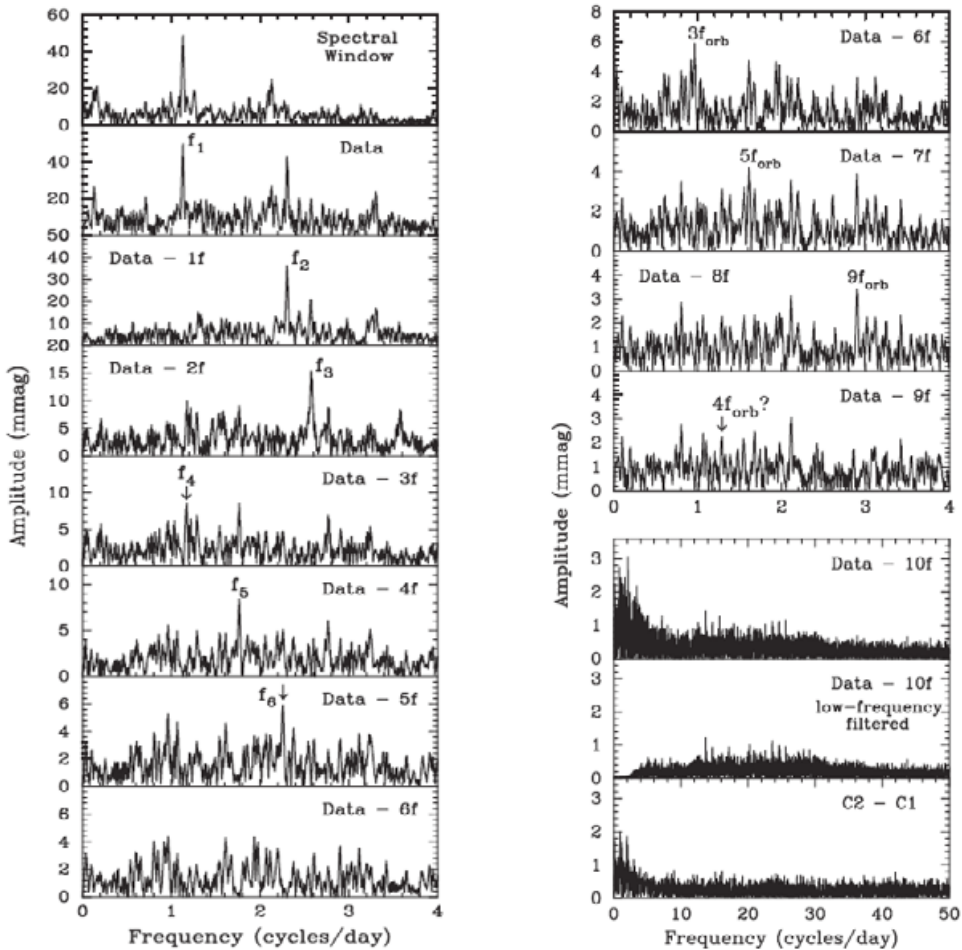 Spectral
Window
60
40
20
0
f1
Data
40
20
50
Data - 1f
f2
40
30
20
10
20
Data - 2f
f3
15
10
5
0
Data - 3f
f4
10
5
0
Data - 4f
f5
10
5
0
Data - 5f
f6
6
4
2
0
Data - 6f
4
2
0
0 1 2 3 4
Frequency (cycles/day)
Amplitude (mmag)
8
3forb
Data - 6f
6
4
2
0
5forb
Data - 7f
4
2
0
Data - 8f
9forb
4
3
2
1
0
Data - 9f
4forb?
4
3
2
1
0
0 1 2 3 4
Data - 10f
3
2
1
0
Data - 10f
low-frequency
filtered
3
2
1
0
C2 - C1
3
2
1
0
0 10 20 30 40 50
Frequency (cycles/day)
Amplitude (mmag)